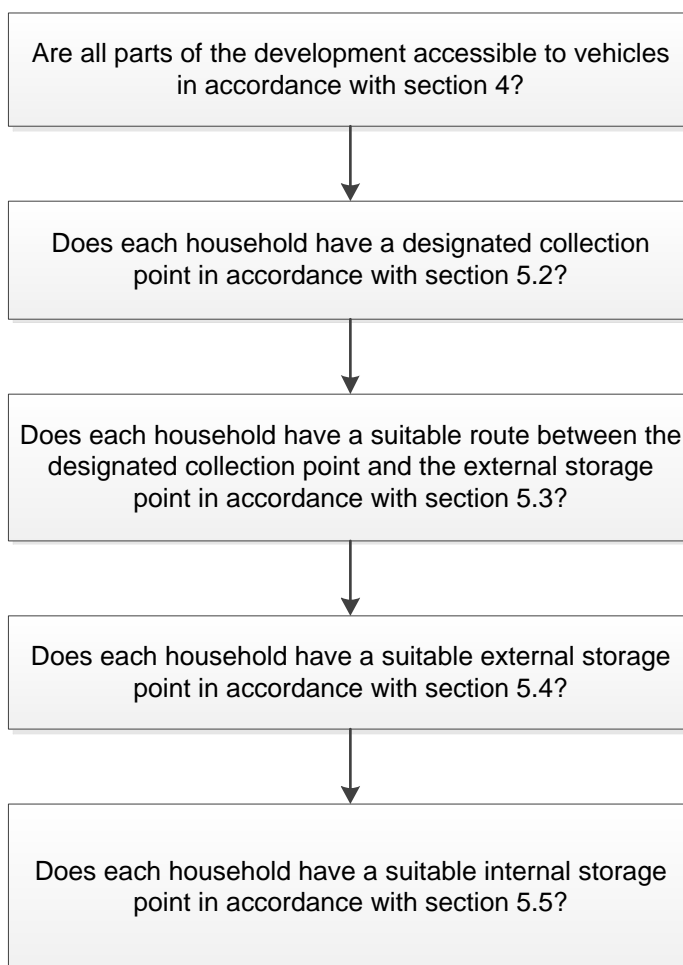 Are all parts of the development accessible to vehicles
in accordance with section 4?
Does each household have a designated collection
point in accordance with section 5.2?
Does each household have a suitable route between the
designated collection point and the external storage
point in accordance with section 5.3?
Does each household have a suitable external storage
point in accordance with section 5.4?
Does each household have a suitable internal storage
point in accordance with section 5.5?